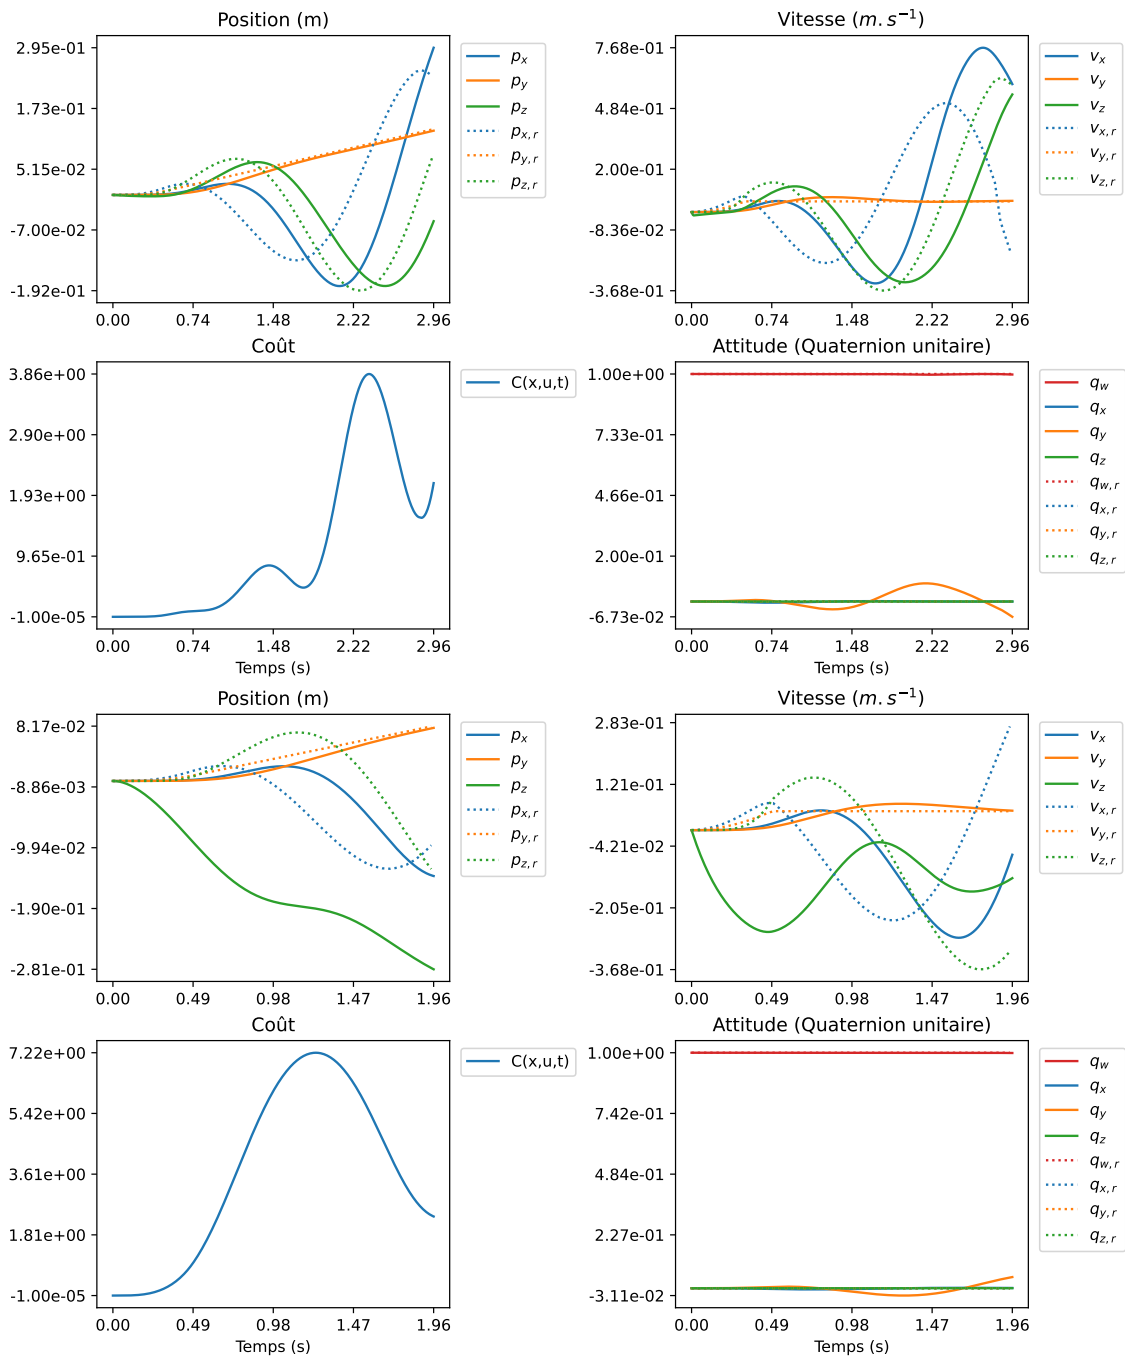 Position (m)
2.95e-01
1.73e-01
5.15e-02
-7.00e-02
-1.92e-01
0.00 0.74 1.48 2.22 2.96
p_x
p_y
p_z
p_{x,r}
p_{y,r}
p_{z,r}
Vitesse (m.s⁻¹)
7.68e-01
4.84e-01
2.00e-01
-8.36e-02
-3.68e-01
0.00 0.74 1.48 2.22 2.96
v_x
v_y
v_z
v_{x,r}
v_{y,r}
v_{z,r}
Coût
3.86e+00
2.90e+00
1.93e+00
9.65e-01
-1.00e-05
0.00 0.74 1.48 2.22 2.96
Temps (s)
C(x,u,t)
Attitude (Quaternion unitaire)
1.00e+00
7.33e-01
4.66e-01
2.00e-01
-6.73e-02
0.00 0.74 1.48 2.22 2.96
Temps (s)
q_w
q_x
q_y
q_z
q_{w,r}
q_{x,r}
q_{y,r}
q_{z,r}
Position (m)
8.17e-02
-8.86e-03
-9.94e-02
-1.90e-01
-2.81e-01
0.00 0.49 0.98 1.47 1.96
p_x
p_y
p_z
p_{x,r}
p_{y,r}
p_{z,r}
Vitesse (m.s⁻¹)
2.83e-01
1.21e-01
-4.21e-02
-2.05e-01
-3.68e-01
0.00 0.49 0.98 1.47 1.96
v_x
v_y
v_z
v_{x,r}
v_{y,r}
v_{z,r}
Coût
7.22e+00
5.42e+00
3.61e+00
1.81e+00
-1.00e-05
0.00 0.49 0.98 1.47 1.96
Temps (s)
C(x,u,t)
Attitude (Quaternion unitaire)
1.00e+00
7.42e-01
4.84e-01
2.27e-01
-3.11e-02
0.00 0.49 0.98 1.47 1.96
Temps (s)
q_w
q_x
q_y
q_z
q_{w,r}
q_{x,r}
q_{y,r}
q_{z,r}